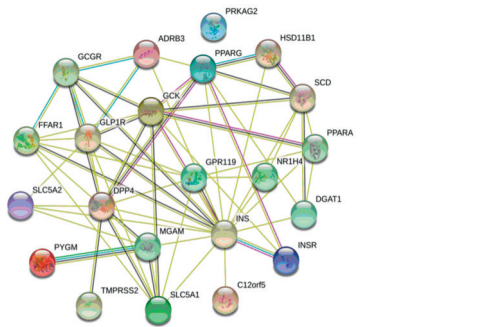 PRKAG2
ADRB3
HSD11B1
PPARG
GCGR
SCD
GCK
FFAR1
GLP1R
PPARA
GPR119
NR1H4
SLC5A2
DPP4
DGAT1
INS
MGAM
PYGM
INSR
C12orf5
TMPRSS2
SLC5A1